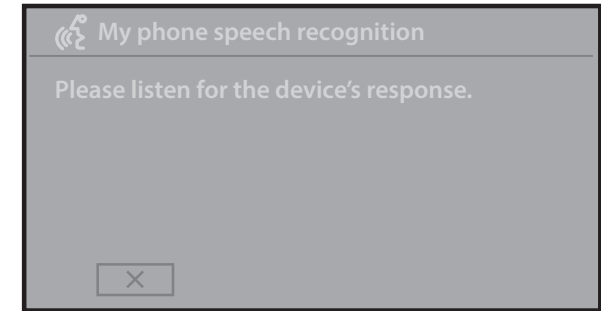 My phone speech recognition
Please listen for the device’s response.